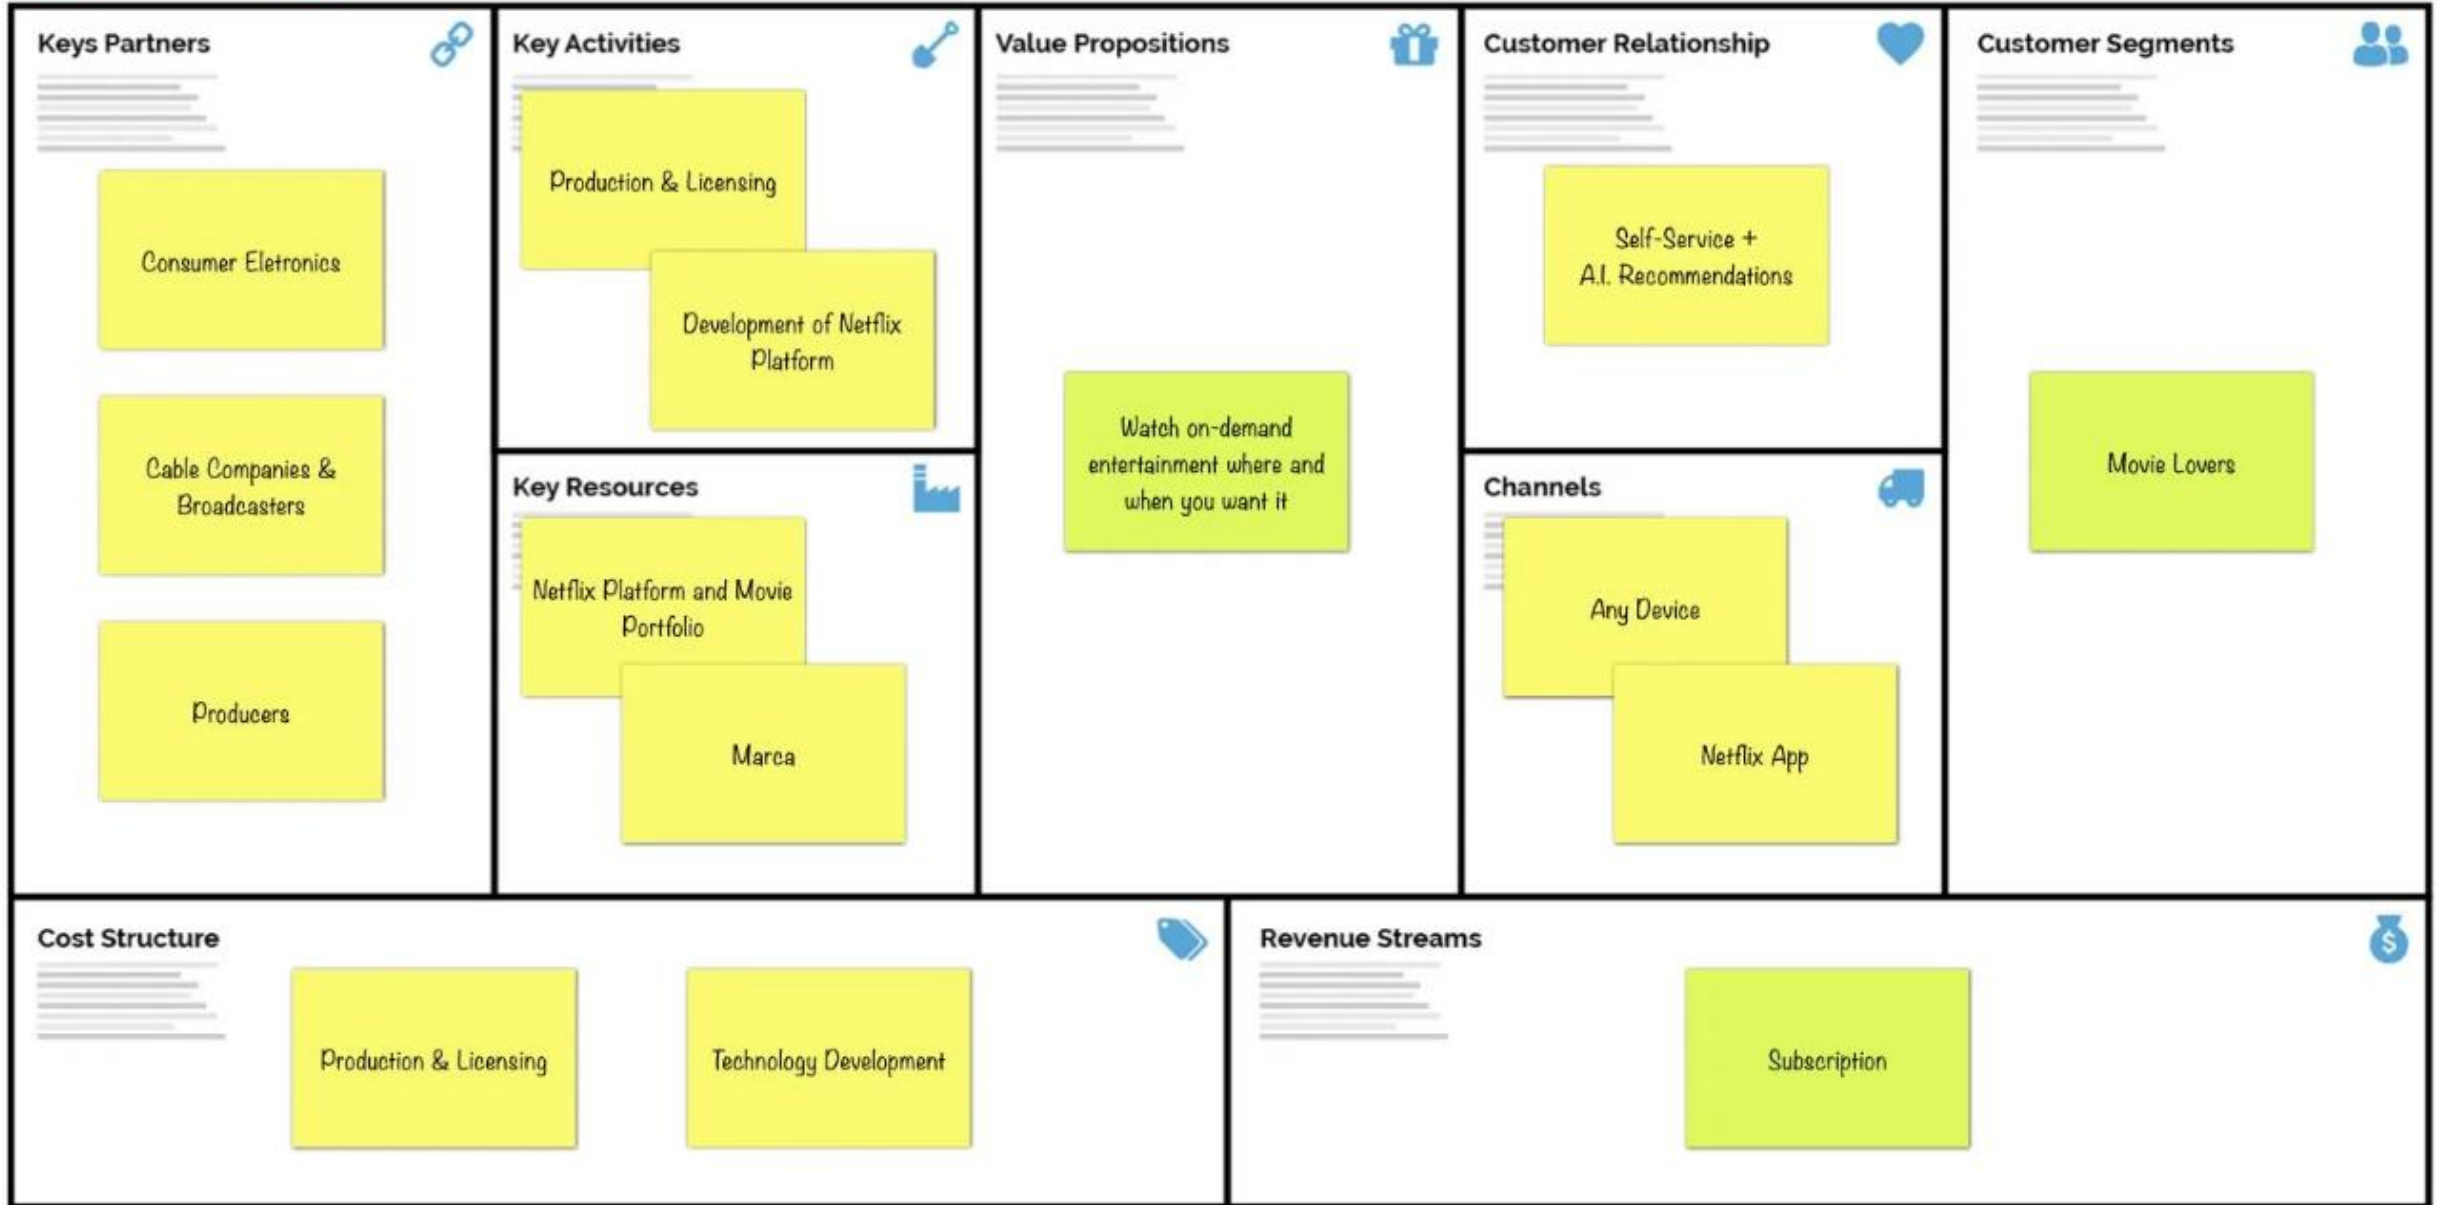 Keys Partners
Consumer Eletronics
Cable Companies &
Broadcasters
Producers
Key Activities
Production & Licensing
Development of Netflix
Platform
Key Resources
Netflix Platform and Movie
Portfolio
Marca
Value Propositions
Watch on-demand
entertainment where and
when you want it
Customer Relationship
Self-Service +
A.I. Recommendations
Channels
Any Device
Netflix App
Customer Segments
Movie Lovers
Cost Structure
Production & Licensing
Technology Development
Revenue Streams
$
Subscription